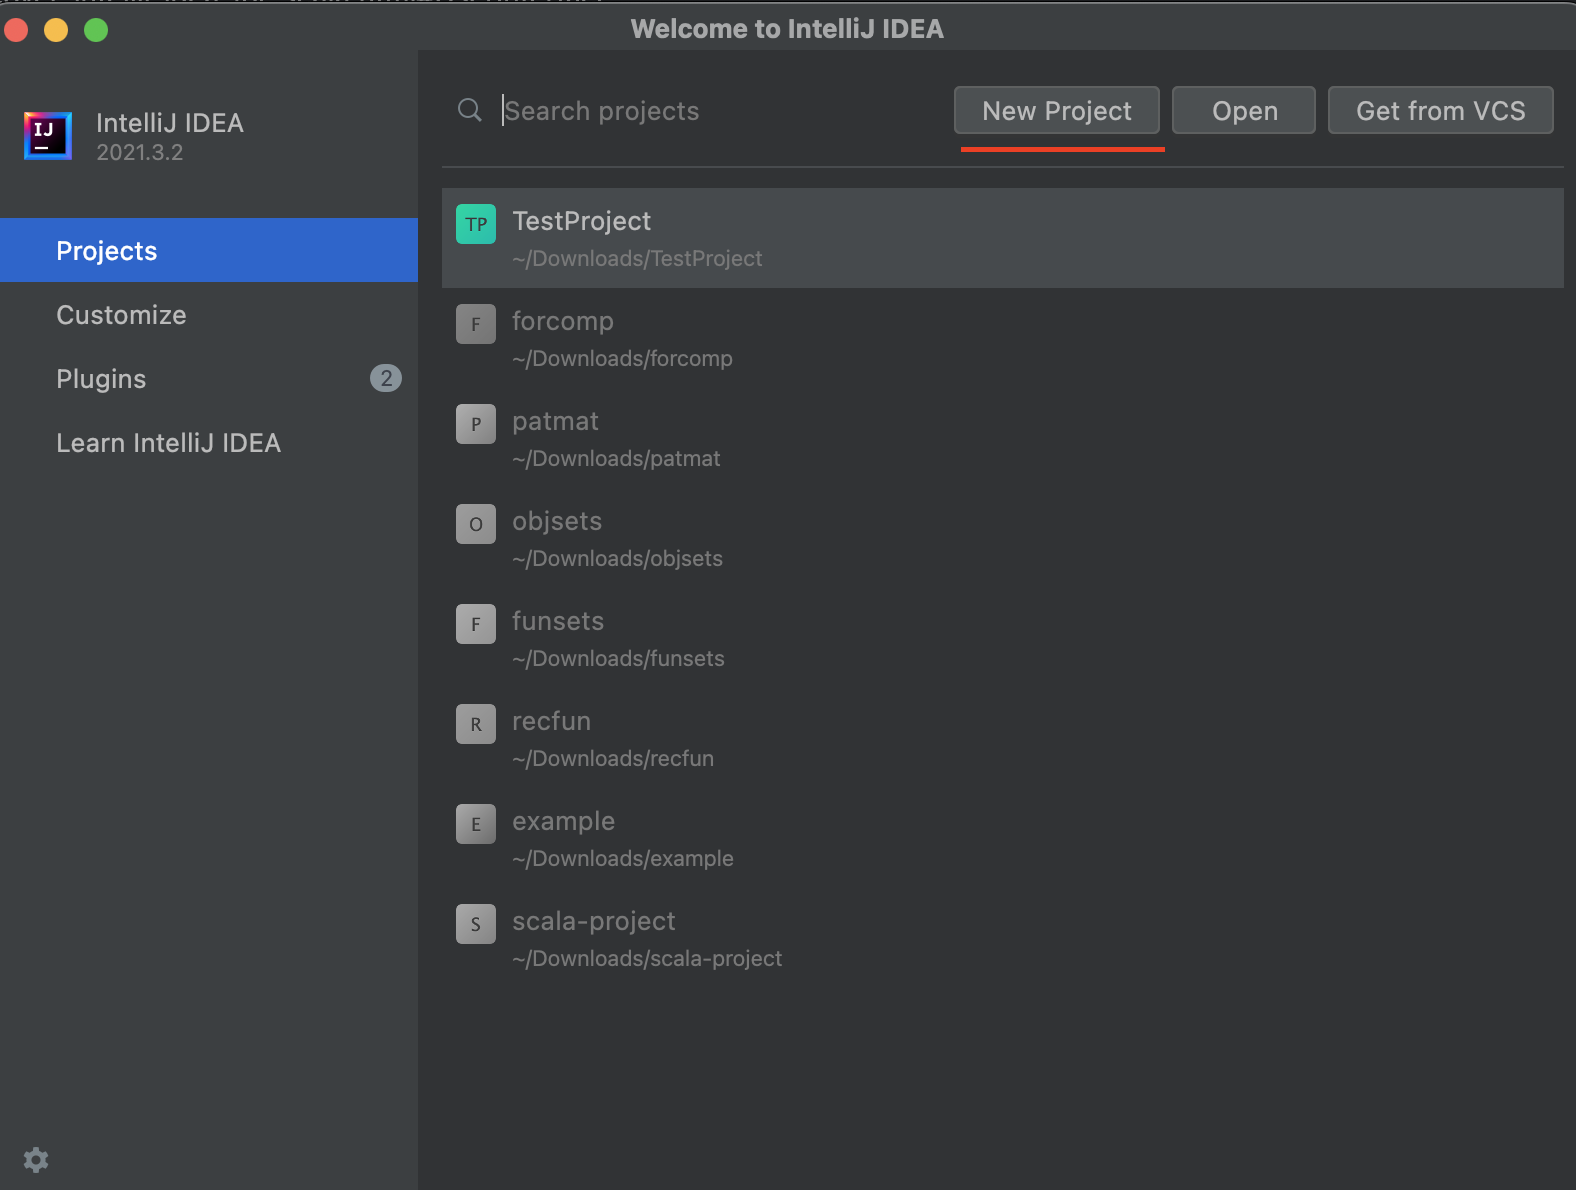 Welcome to IntelliJ IDEA
IJ
IntelliJ IDEA
2021.3.2
Projects
Customize
Plugins 2
Learn IntelliJ IDEA
Search projects New Project Open Get from VCS
TP TestProject
~/Downloads/TestProject
F forcomp
~/Downloads/forcomp
P patmat
~/Downloads/patmat
O objsets
~/Downloads/objsets
F funsets
~/Downloads/funsets
R recfun
~/Downloads/recfun
E example
~/Downloads/example
S scala-project
~/Downloads/scala-project